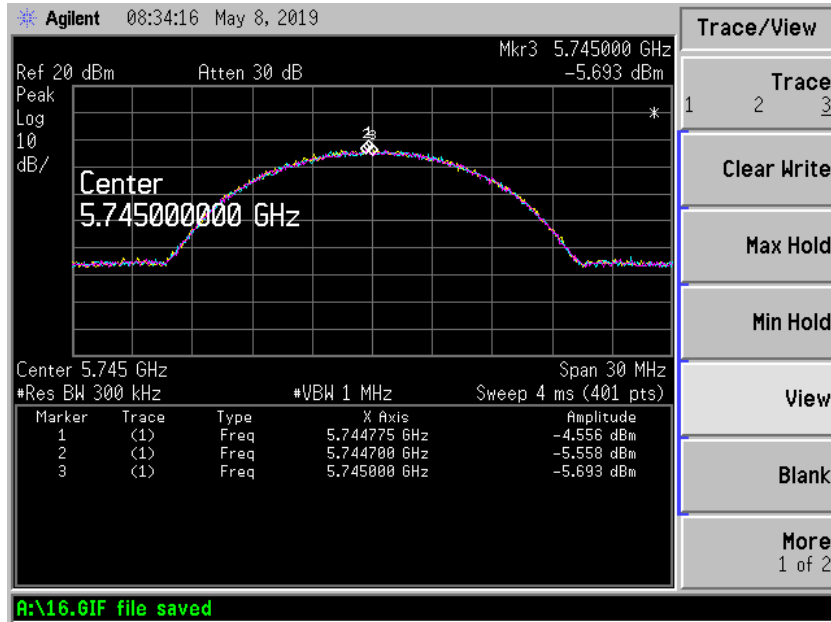 Agilent 08:34:16 May 8, 2019
Mkr3 5.745000 GHz
Ref 20 dBm Atten 30 dB -5.693 dBm
Peak
Log
10
dB/
*
Center
5.745000000 GHz
Center 5.745 GHz Span 30 MHz
#Res BW 300 kHz #VBW 1 MHz Sweep 4 ms (401 pts)
Marker Trace Type X Axis Amplitude
1 (1) Freq 5.744775 GHz -4.556 dBm
2 (1) Freq 5.744700 GHz -5.558 dBm
3 (1) Freq 5.745000 GHz -5.693 dBm
A:\16.GIF file saved
Trace/View
Trace
1 2 3
Clear Write
Max Hold
Min Hold
View
Blank
More
1 of 2